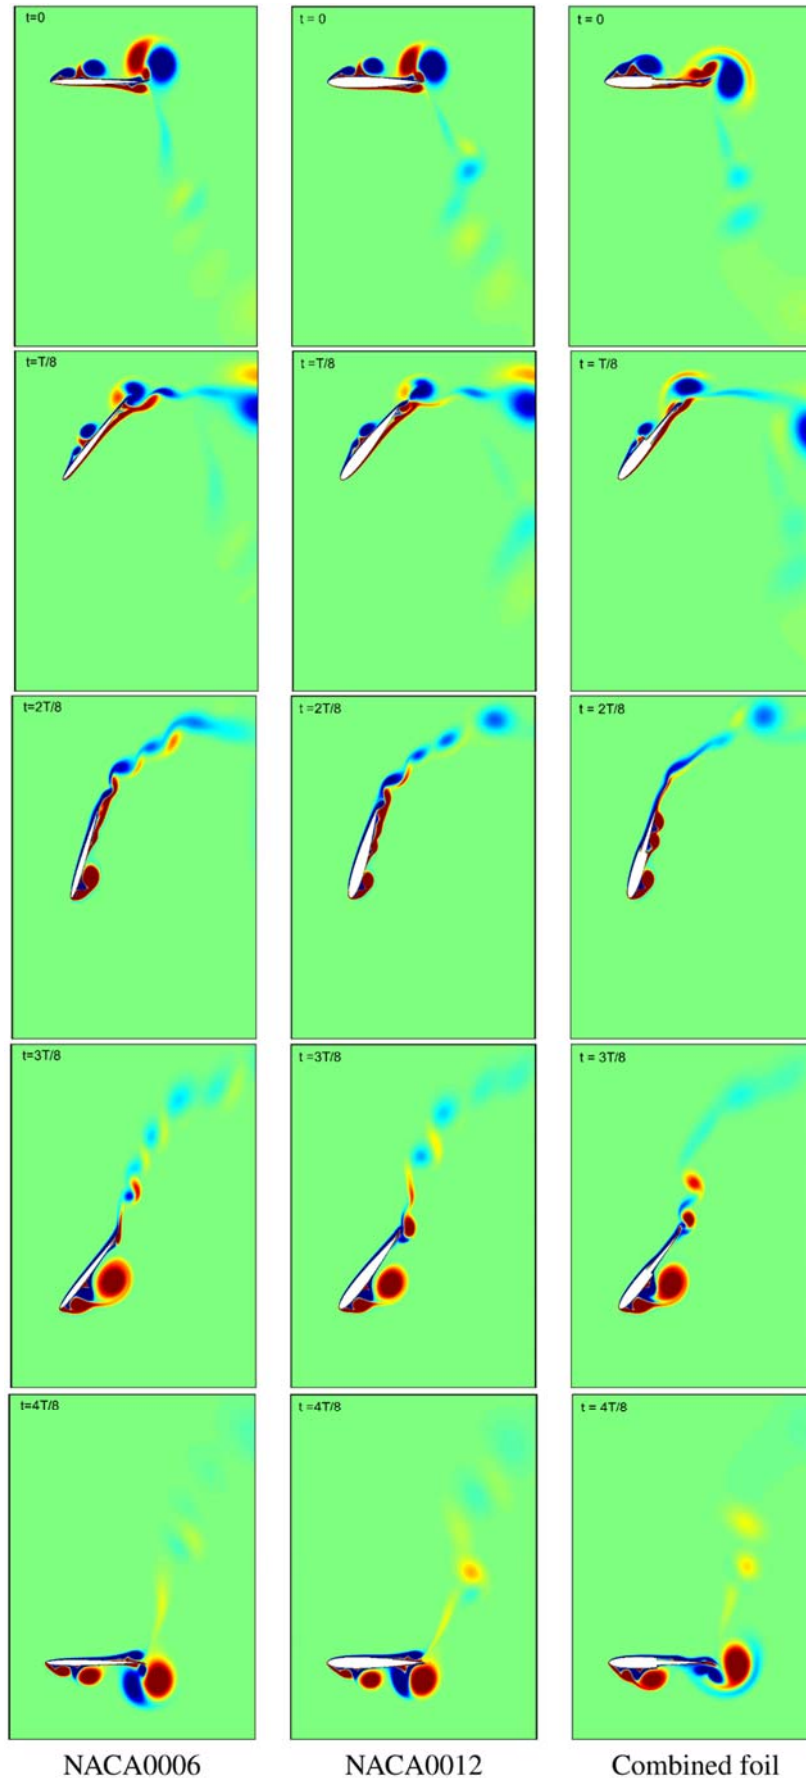 t=0
t = 0
t = 0
t=T/8
t =T/8
t = T/8
t=2T/8
t =2T/8
t = 2T/8
t=3T/8
t =3T/8
t = 3T/8
t=4T/8
t =4T/8
t = 4T/8
NACA0006
NACA0012
Combined foil